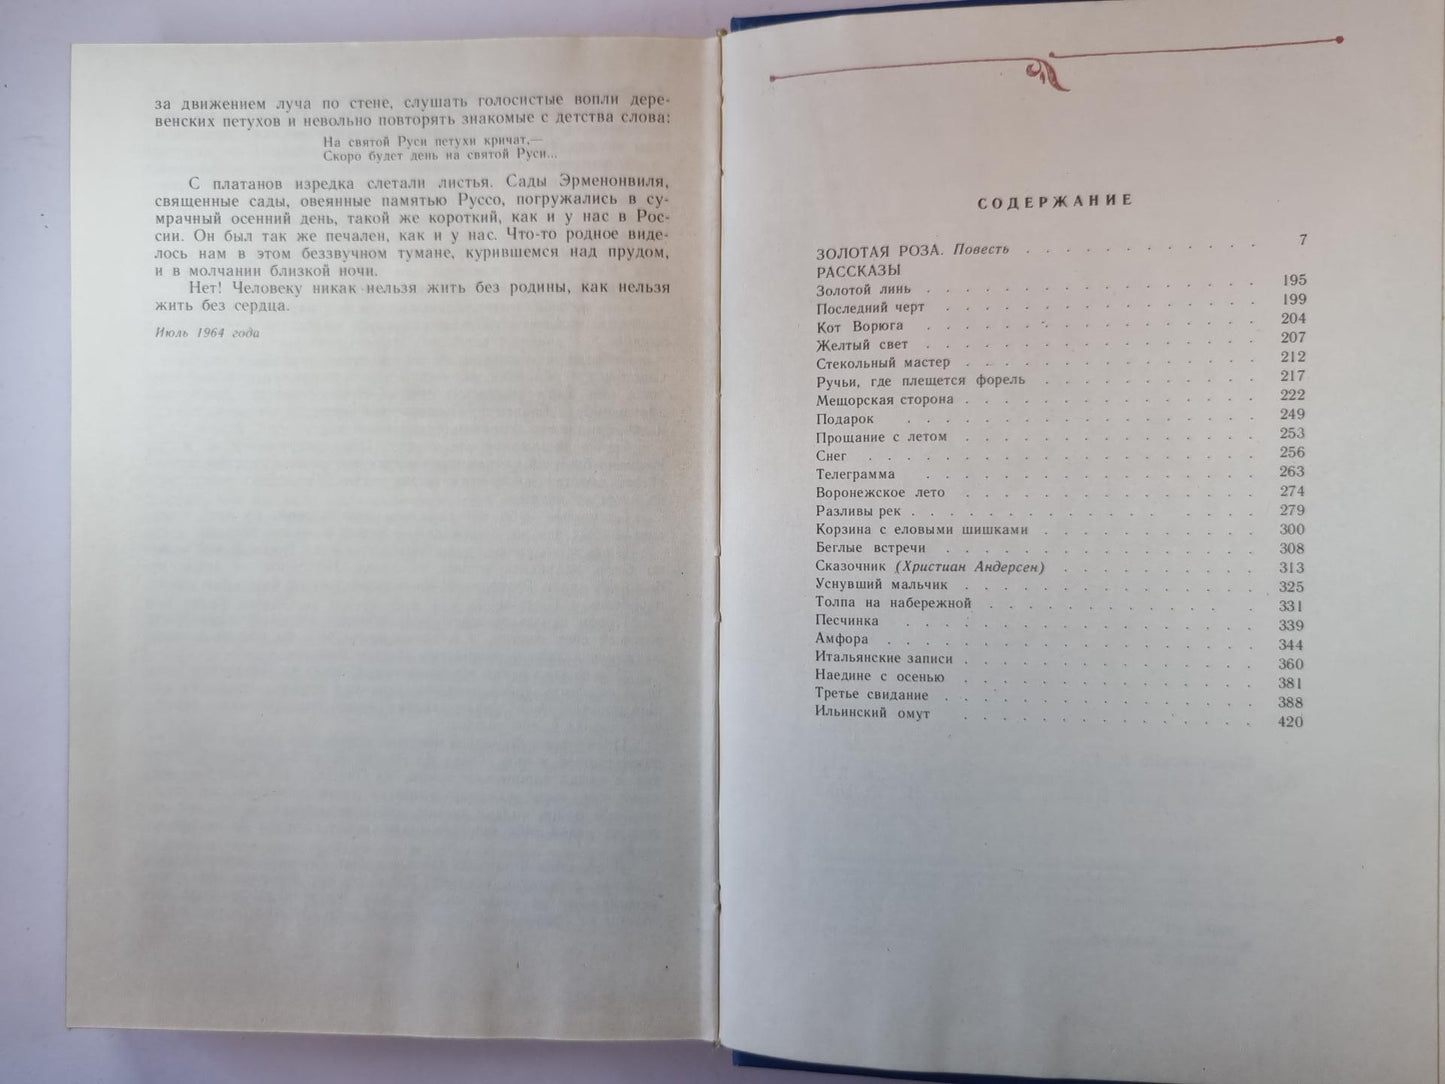 за движением луча по стене, слушать голосистые вопли дере-
венских петухов и невольно повторять знакомые с детства слова:
На святой Руси петухи кричат,—
Скоро будет день на святой Руси...
С платанов изредка слетали листья. Сады Эрменонвиля,
священные сады, овеянные памятью Руссо, погружались в су-
мрачный осенний день, такой же короткий, как и у нас в Рос-
сии. Он был так же печален, как и у нас. Что-то родное виде-
лось нам в этом беззвучном тумане, курившемся над прудом,
и в молчании близкой ночи.
Нет! Человеку никак нельзя жить без родины, как нельзя
жить без сердца.
Июль 1964 года
СОДЕРЖАНИЕ
ЗОЛОТАЯ РОЗА. Повесть . . . . . . . . . . . . 7
РАССКАЗЫ
Золотой линь . . . . . . . . . . . . . . . . . 195
Последний черт . . . . . . . . . . . . . . . . 199
Кот Ворюга . . . . . . . . . . . . . . . . . 204
Желтый свет . . . . . . . . . . . . . . . . . 207
Стекольный мастер . . . . . . . . . . . . . . . 212
Ручьи, где плещется форель . . . . . . . . . . . 217
Мещорская сторона . . . . . . . . . . . . . . . 222
Подарок . . . . . . . . . . . . . . . . . . 249
Прощание с летом . . . . . . . . . . . . . . . 253
Снег . . . . . . . . . . . . . . . . . . . . 256
Телеграмма . . . . . . . . . . . . . . . . . 263
Воронежское лето . . . . . . . . . . . . . . . 274
Разливы рек . . . . . . . . . . . . . . . . . 279
Корзина с еловыми шишками . . . . . . . . . . . 300
Беглые встречи . . . . . . . . . . . . . . . . 308
Сказочник (Христиан Андерсен) . . . . . . . . . . 313
Уснувший мальчик . . . . . . . . . . . . . . . 325
Толпа на набережной . . . . . . . . . . . . . 331
Песчинка . . . . . . . . . . . . . . . . . . 339
Амфора . . . . . . . . . . . . . . . . . . . 344
Итальянские записи . . . . . . . . . . . . . . . 360
Наедине с осенью . . . . . . . . . . . . . . . 381
Третье свидание . . . . . . . . . . . . . . . . 388
Ильинский омут . . . . . . . . . . . . . . . 420